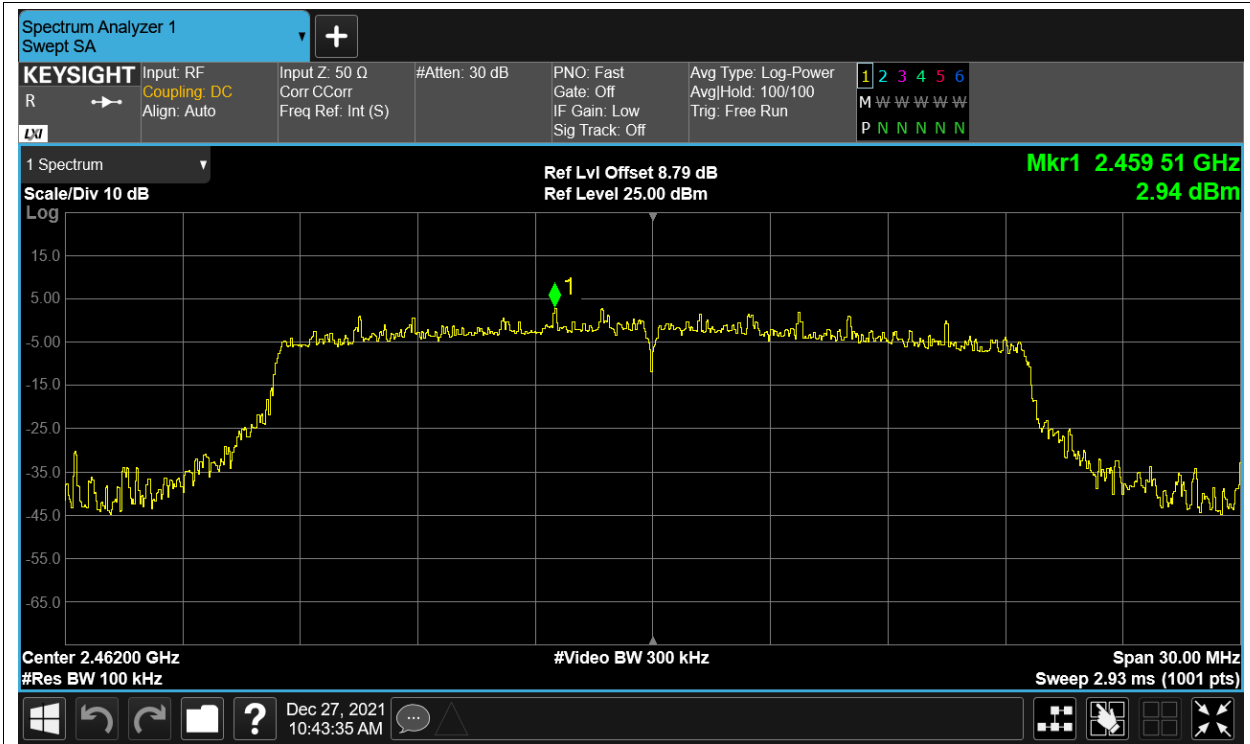 Spectrum Analyzer 1
Swept SA
+
KEYSIGHT
R
LXI
Input: RF
Coupling: DC
Align: Auto
Input Z: 50 Ω
Corr CCorr
Freq Ref: Int (S)
#Atten: 30 dB
PNO: Fast
Gate: Off
IF Gain: Low
Sig Track: Off
Avg Type: Log-Power
Avg|Hold: 100/100
Trig: Free Run
1 2 3 4 5 6
M W W W W W
P N N N N N
1 Spectrum
Scale/Div 10 dB
Log
Ref Lvl Offset 8.79 dB
Ref Level 25.00 dBm
Mkr1 2.459 51 GHz
2.94 dBm
15.0
5.00
-5.00
-15.0
-25.0
-35.0
-45.0
-55.0
-65.0
1
Center 2.46200 GHz
#Res BW 100 kHz
#Video BW 300 kHz
Span 30.00 MHz
Sweep 2.93 ms (1001 pts)
?
Dec 27, 2021
10:43:35 AM